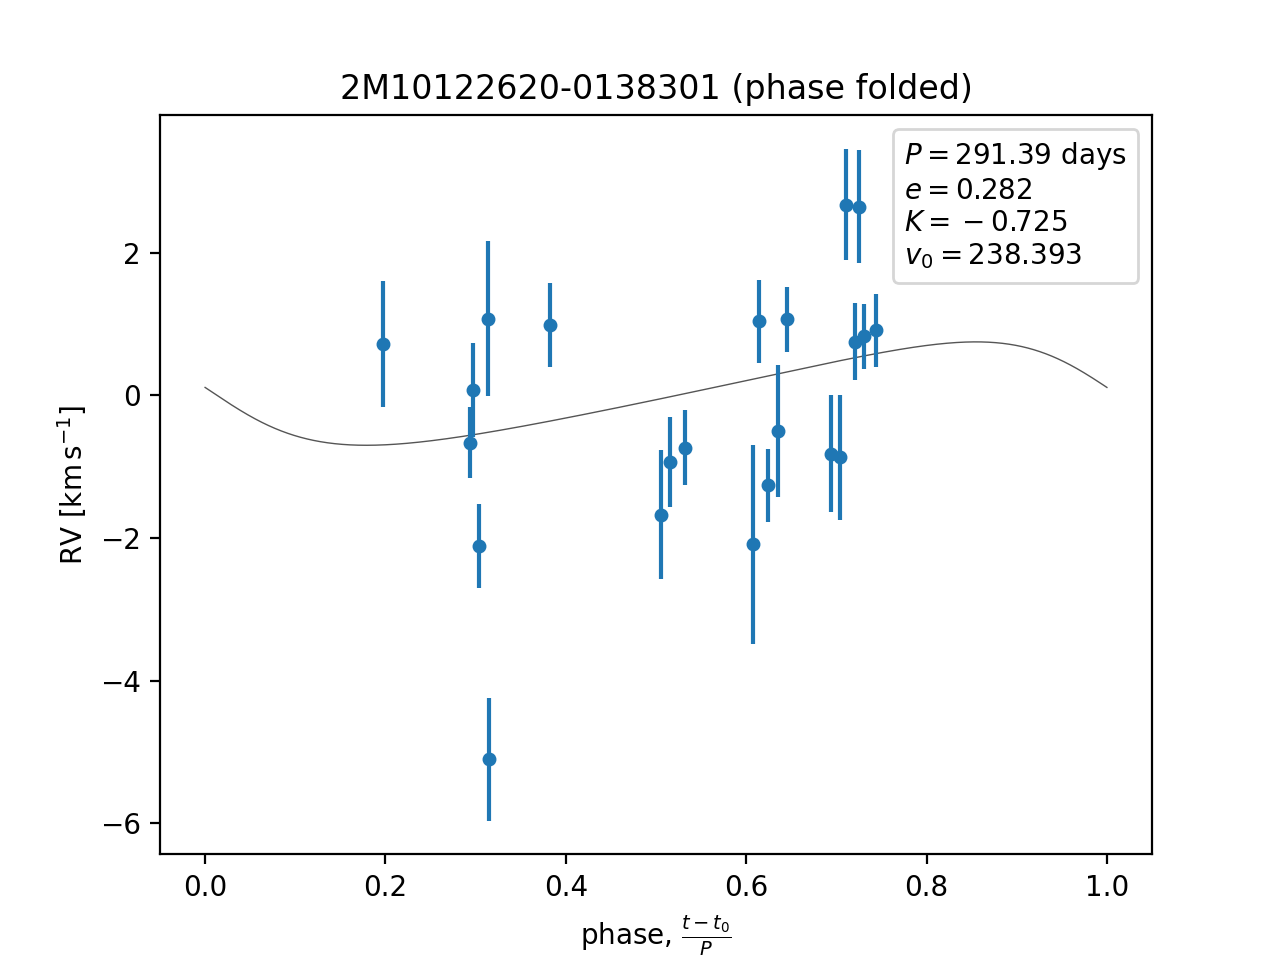 2M10122620-0138301 (phase folded)
P = 291.39 days
e = 0.282
K = −0.725
v₀ = 238.393
2
0
−2
−4
−6
RV [km s⁻¹]
0.0 0.2 0.4 0.6 0.8 1.0
phase, (t − t₀)/P